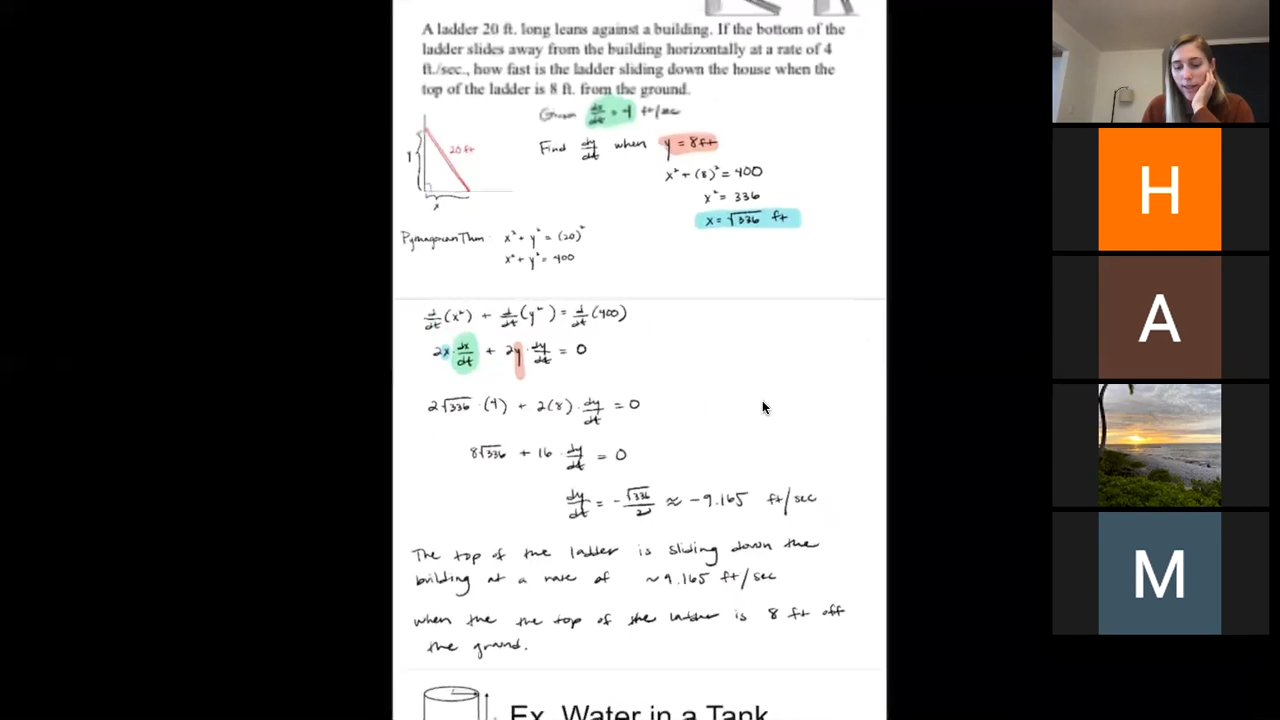 A ladder 20 ft. long leans against a building. If the bottom of the
ladder slides away from the building horizontally at a rate of 4
ft./sec., how fast is the ladder sliding down the house when the
top of the ladder is 8 ft. from the ground.
Given dx/dt = 4 ft/sec
Find dy/dt when y = 8ft
20 ft
y
x
x² + (8)² = 400
x² = 336
x = √336 ft
Pythagorean Thm: x² + y² = (20)²
x² + y² = 400
d/dt(x²) + d/dt(y²) = d/dt(400)
2x · dx/dt + 2y · dy/dt = 0
2√336 · (4) + 2(8) · dy/dt = 0
8√336 + 16 · dy/dt = 0
dy/dt = -√336/2 ≈ -9.165 ft/sec
The top of the ladder is sliding down the
building at a rate of ~9.165 ft/sec
when the the top of the ladder is 8 ft off
the ground.
Ex. Water in a Tank
H
A
M